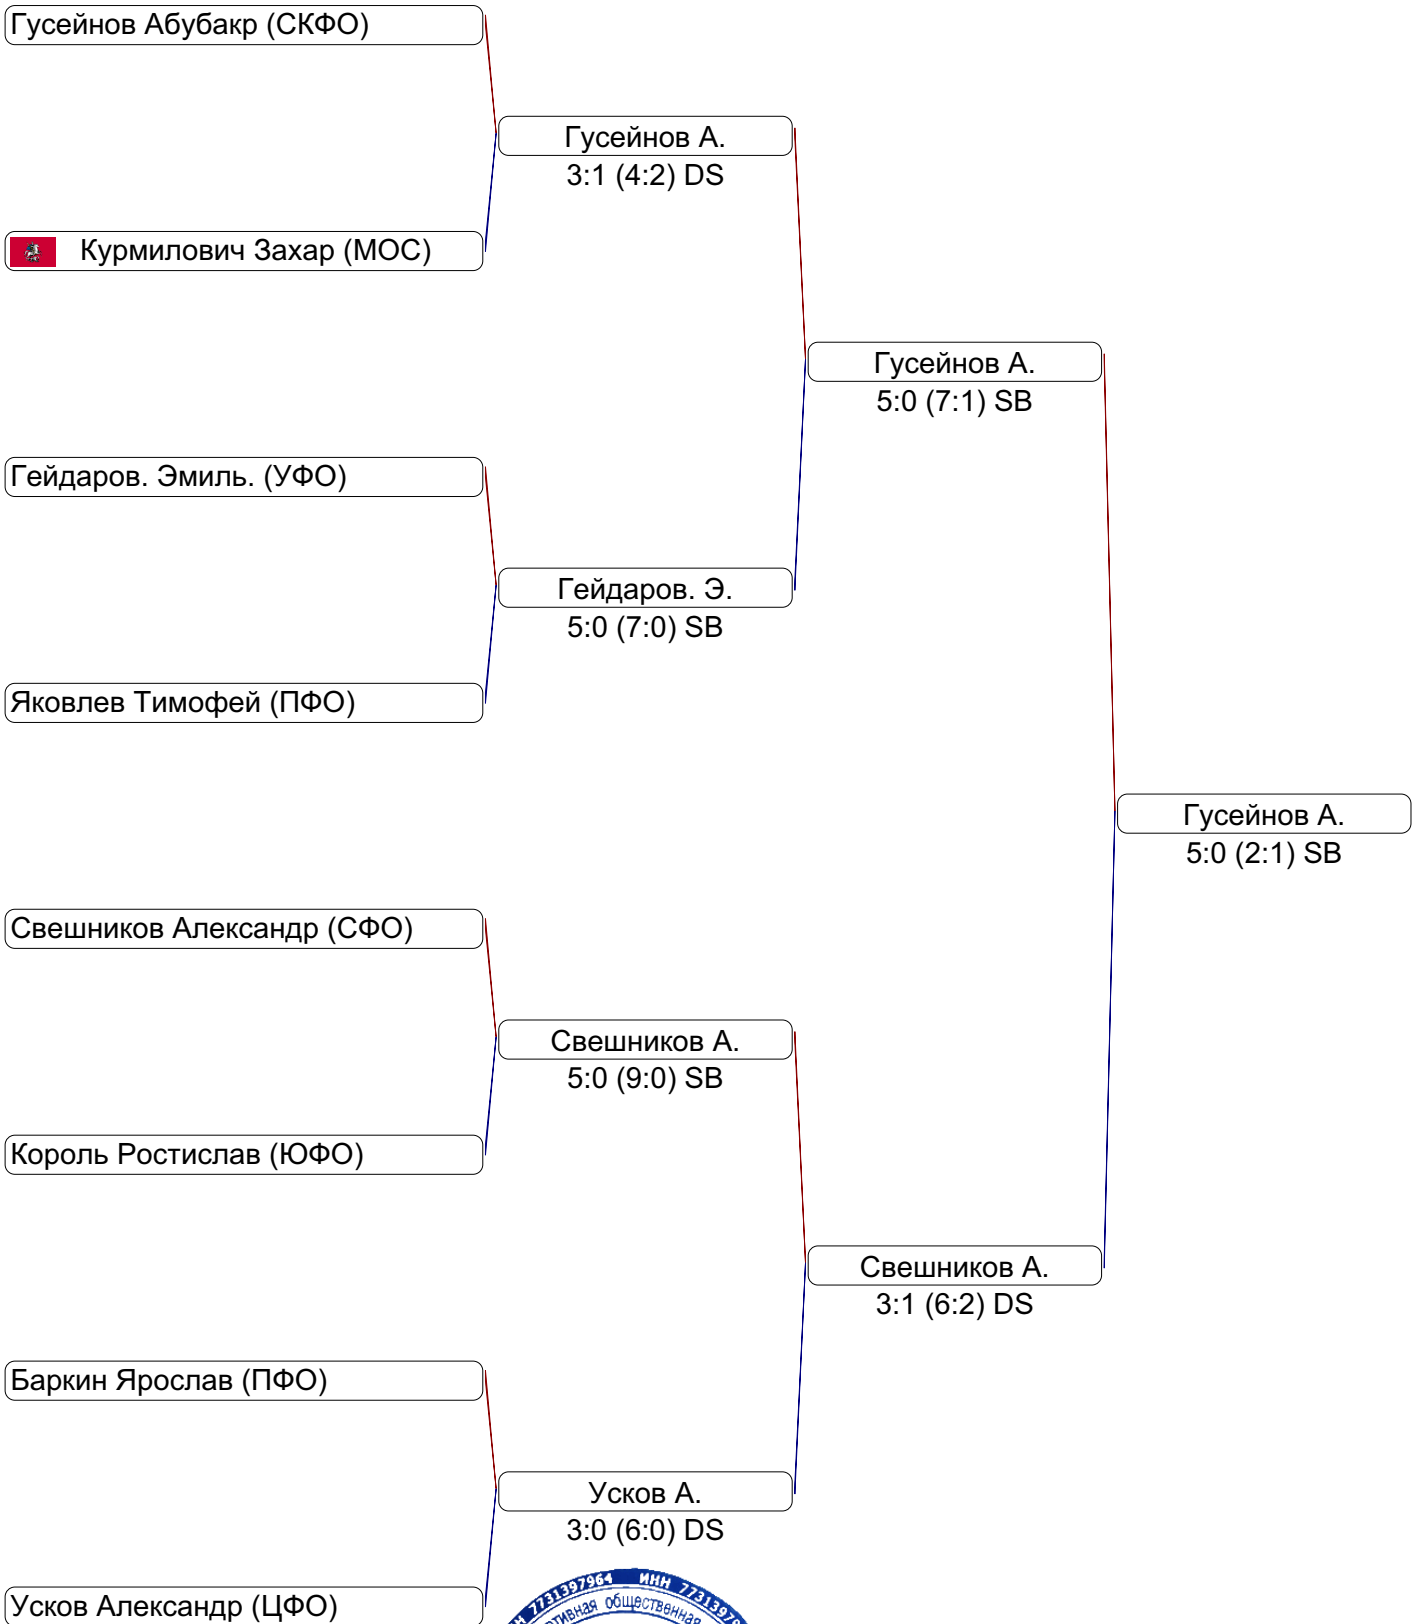 Гусейнов Абубакр (СКФО)
Гусейнов А.
3:1 (4:2) DS
Курмилович Захар (МОС)
Гусейнов А.
5:0 (7:1) SB
Гейдаров. Эмиль. (УФО)
Гейдаров. Э.
5:0 (7:0) SB
Яковлев Тимофей (ПФО)
Гусейнов А.
5:0 (2:1) SB
Свешников Александр (СФО)
Свешников А.
5:0 (9:0) SB
Король Ростислав (ЮФО)
Свешников А.
3:1 (6:2) DS
Баркин Ярослав (ПФО)
Усков А.
3:0 (6:0) DS
Усков Александр (ЦФО)
7731397964 ИНН
общественная